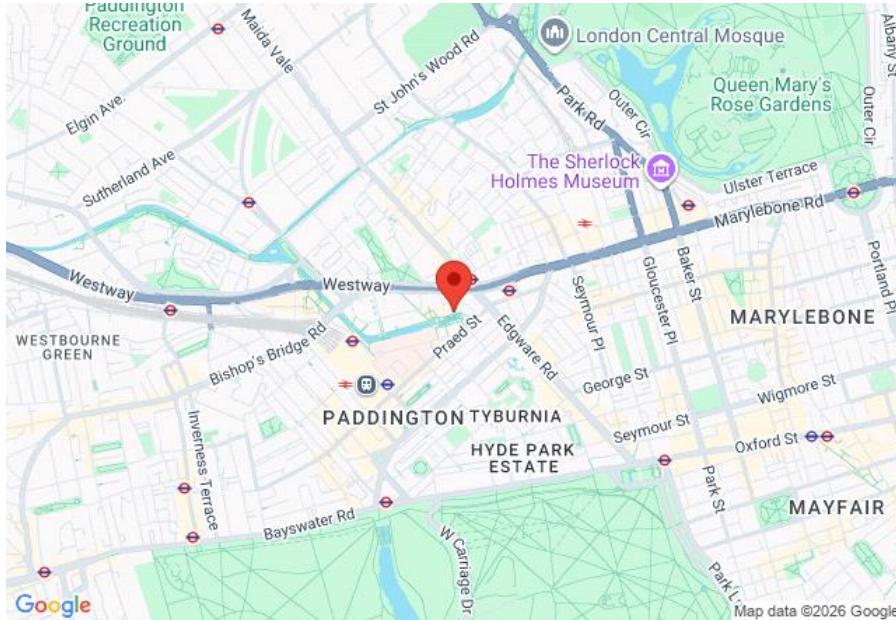 Paddington
Recreation
Ground
Maida Vale
St John's Wood Rd
London Central Mosque
Albany St
Elgin Ave.
Park Rd
Outer Cir
Queen Mary's
Rose Gardens
Outer Cir
Sutherland Ave
The Sherlock
Holmes Museum
Ulster Terrace
Marylebone Rd
Westway
Westway
Portland Pl
Gloucester Pl
Baker St
Seymour Pl
MARYLEBONE
WESTBOURNE
GREEN
Bishop's Bridge Rd
Praed St
Edgware Rd
George St
Wigmore St
PADDINGTON
TYBURNIA
Seymour St
Oxford St
HYDE PARK
ESTATE
Inverness Terrace
Park St
MAYFAIR
Bayswater Rd
W Carriage Dr
Google
Map data ©2026 Google